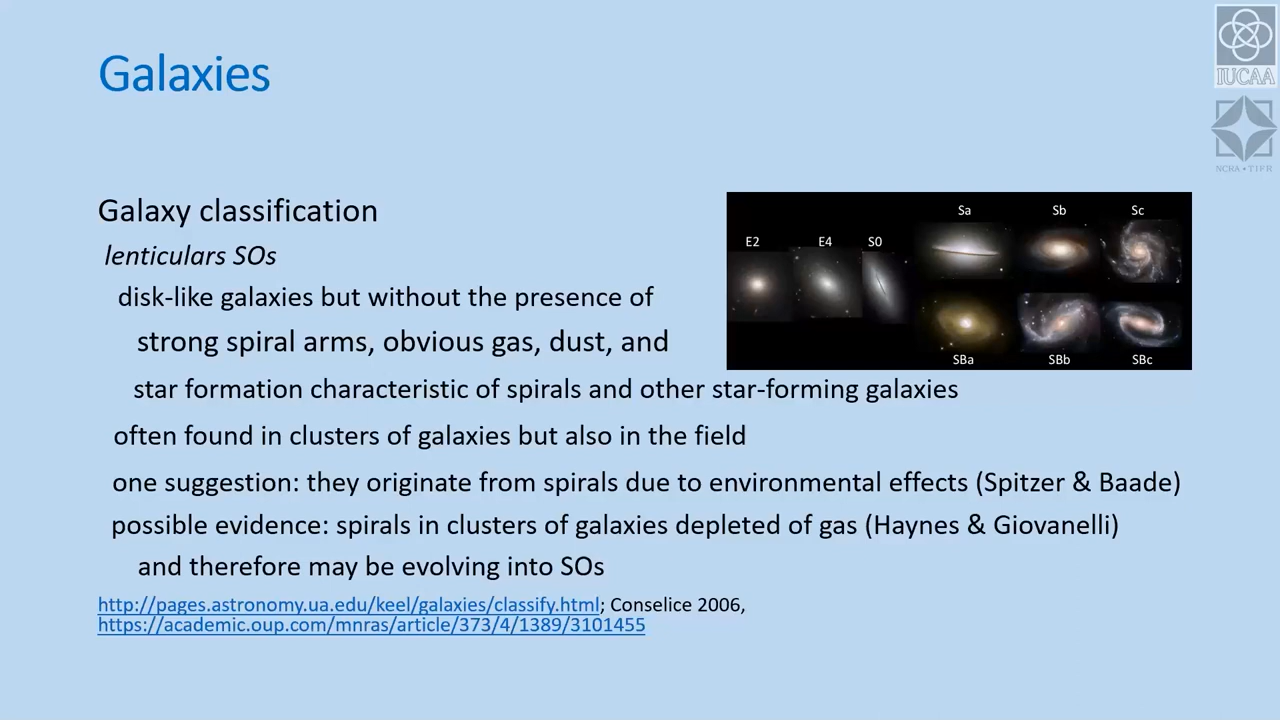 Galaxies
IUCAA
NCRA • TIFR
Galaxy classification
lenticulars SOs
disk-like galaxies but without the presence of
strong spiral arms, obvious gas, dust, and
star formation characteristic of spirals and other star-forming galaxies
often found in clusters of galaxies but also in the field
one suggestion: they originate from spirals due to environmental effects (Spitzer & Baade)
possible evidence: spirals in clusters of galaxies depleted of gas (Haynes & Giovanelli)
and therefore may be evolving into SOs
http://pages.astronomy.ua.edu/keel/galaxies/classify.html; Conselice 2006,
https://academic.oup.com/mnras/article/373/4/1389/3101455
Sa Sb Sc
E2 E4 S0
SBa SBb SBc